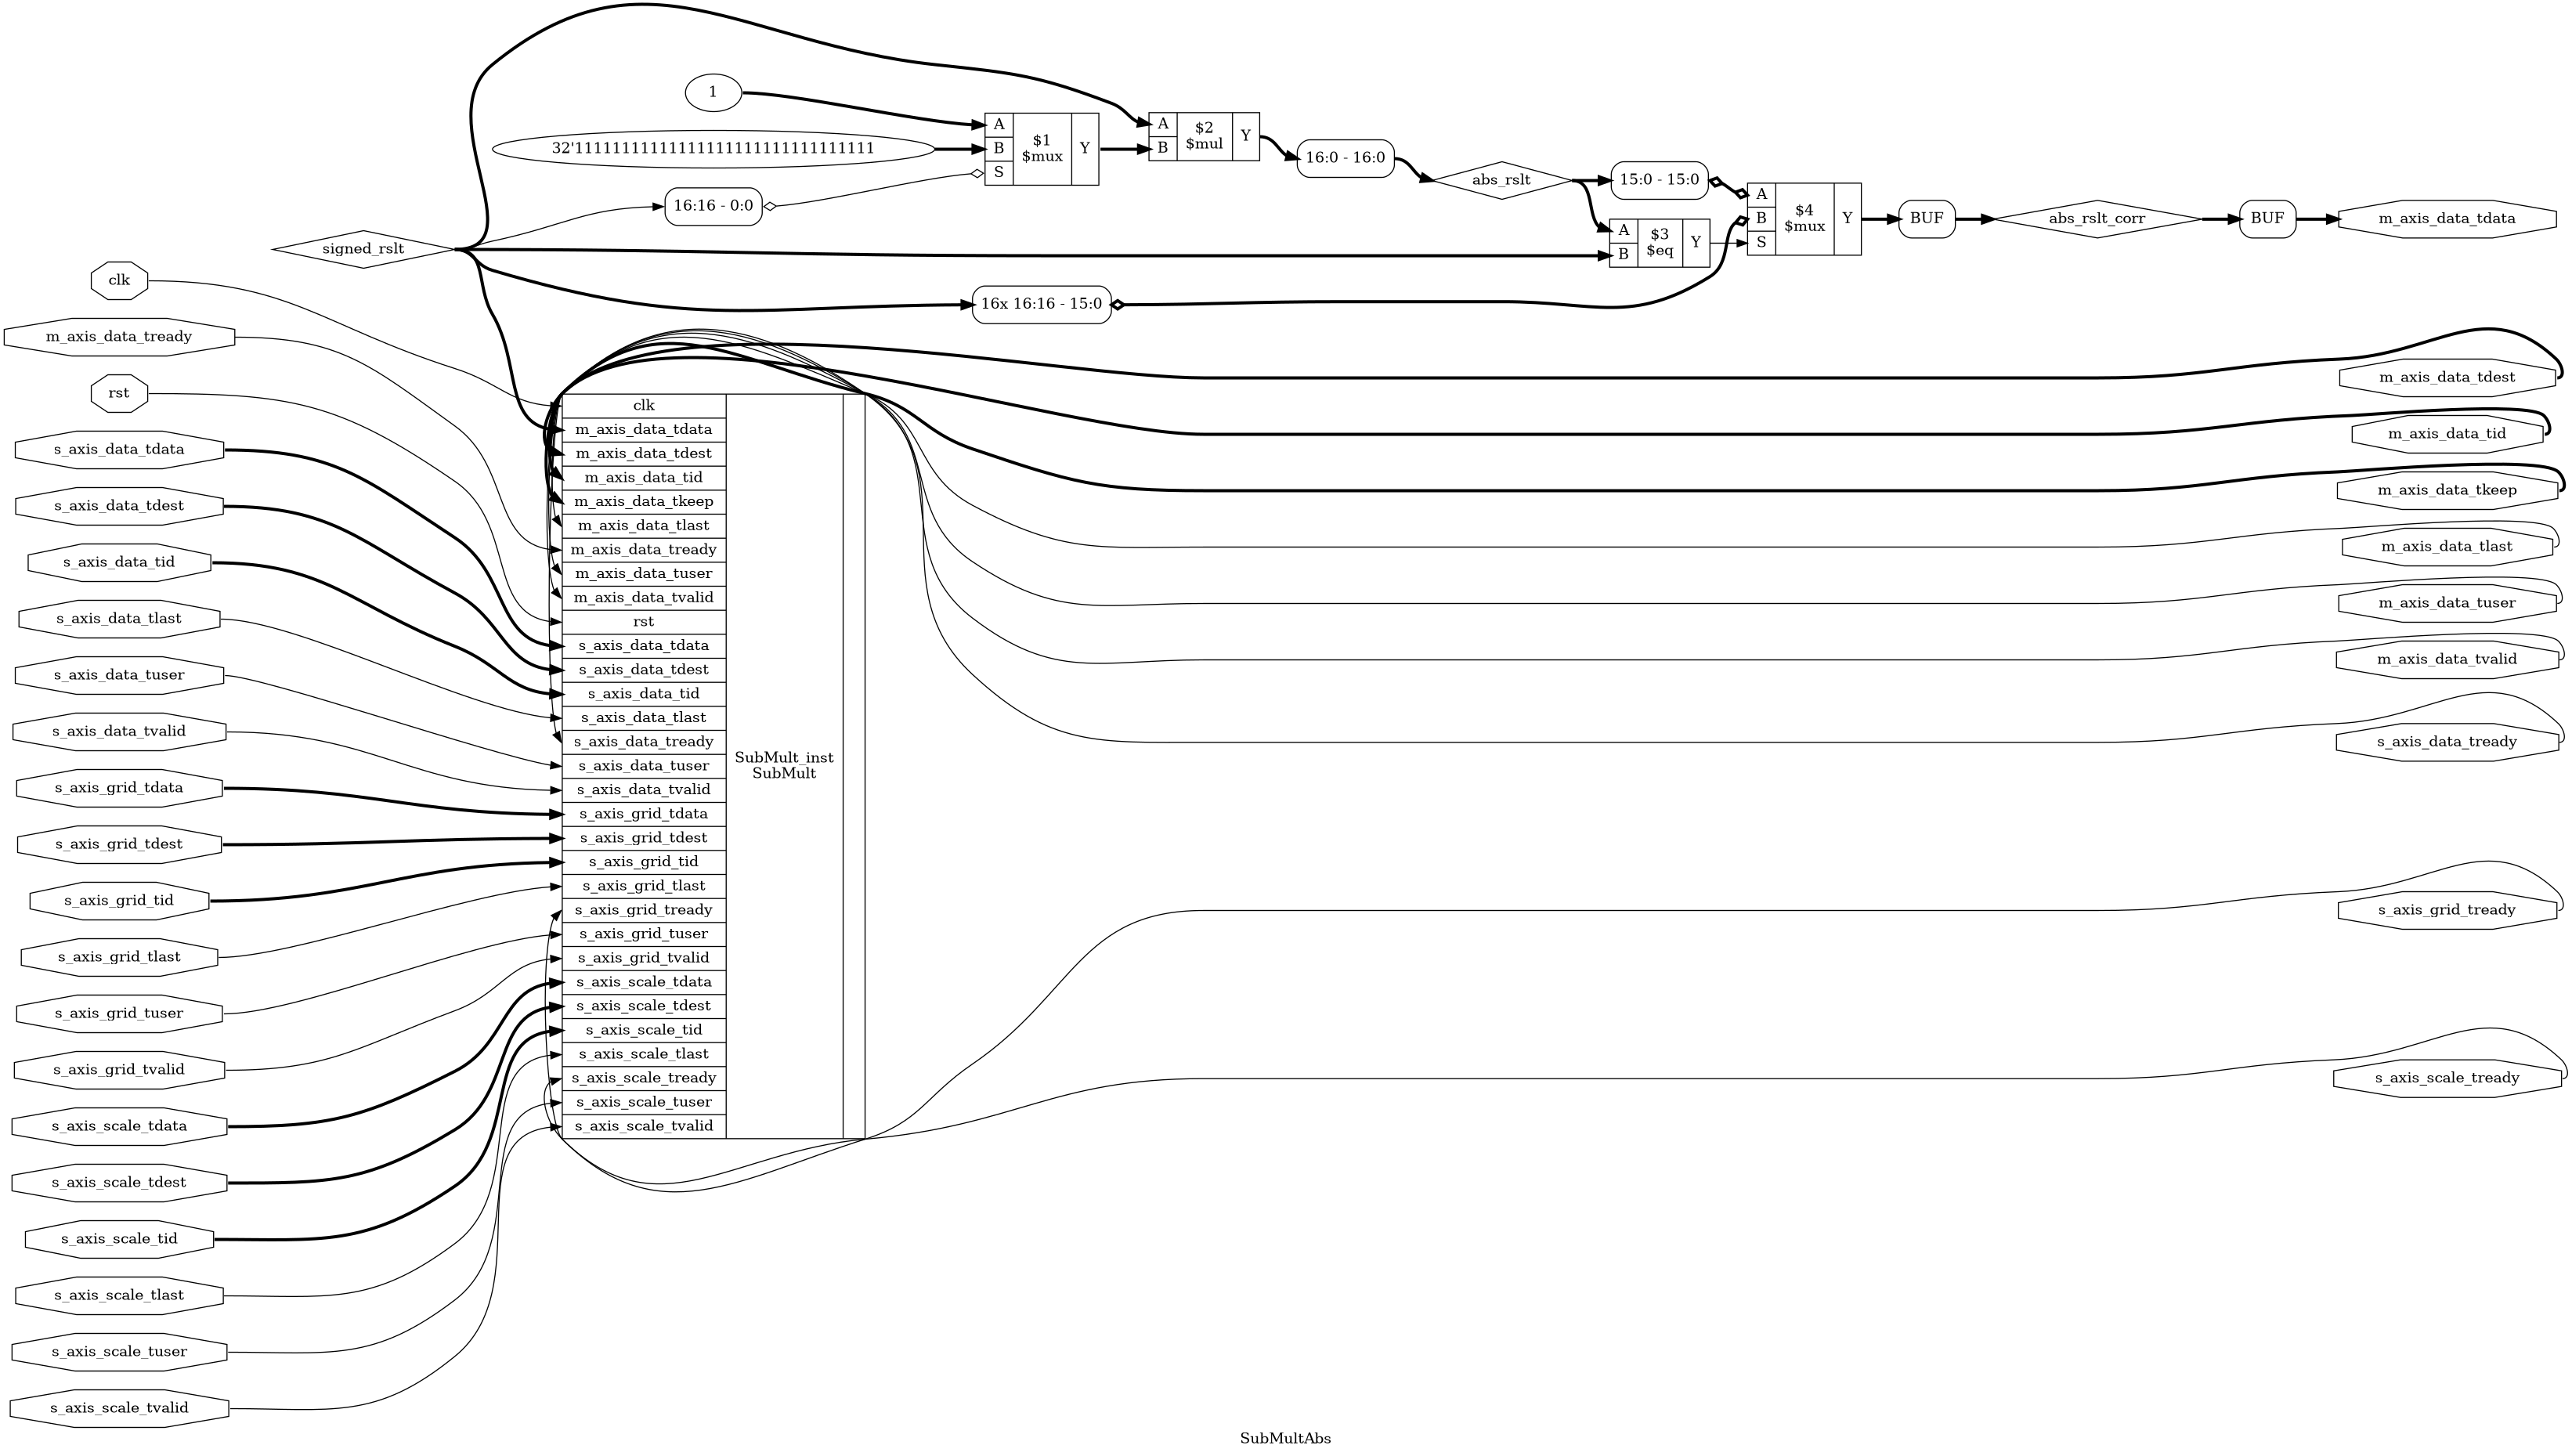 1
32'11111111111111111111111111111111
A
B
S
$1
$mux
Y
A
B
$2
$mul
Y
16:0 - 16:0
16:16 - 0:0
signed_rslt
abs_rslt
15:0 - 15:0
A
B
$3
$eq
Y
A
B
S
$4
$mux
Y
BUF
abs_rslt_corr
BUF
m_axis_data_tdata
16x 16:16 - 15:0
clk
m_axis_data_tready
rst
s_axis_data_tdata
s_axis_data_tdest
s_axis_data_tid
s_axis_data_tlast
s_axis_data_tuser
s_axis_data_tvalid
s_axis_grid_tdata
s_axis_grid_tdest
s_axis_grid_tid
s_axis_grid_tlast
s_axis_grid_tuser
s_axis_grid_tvalid
s_axis_scale_tdata
s_axis_scale_tdest
s_axis_scale_tid
s_axis_scale_tlast
s_axis_scale_tuser
s_axis_scale_tvalid
clk
m_axis_data_tdata
m_axis_data_tdest
m_axis_data_tid
m_axis_data_tkeep
m_axis_data_tlast
m_axis_data_tready
m_axis_data_tuser
m_axis_data_tvalid
rst
s_axis_data_tdata
s_axis_data_tdest
s_axis_data_tid
s_axis_data_tlast
s_axis_data_tready
s_axis_data_tuser
s_axis_data_tvalid
s_axis_grid_tdata
s_axis_grid_tdest
s_axis_grid_tid
s_axis_grid_tlast
s_axis_grid_tready
s_axis_grid_tuser
s_axis_grid_tvalid
s_axis_scale_tdata
s_axis_scale_tdest
s_axis_scale_tid
s_axis_scale_tlast
s_axis_scale_tready
s_axis_scale_tuser
s_axis_scale_tvalid
SubMult_inst
SubMult
m_axis_data_tdest
m_axis_data_tid
m_axis_data_tkeep
m_axis_data_tlast
m_axis_data_tuser
m_axis_data_tvalid
s_axis_data_tready
s_axis_grid_tready
s_axis_scale_tready
SubMultAbs